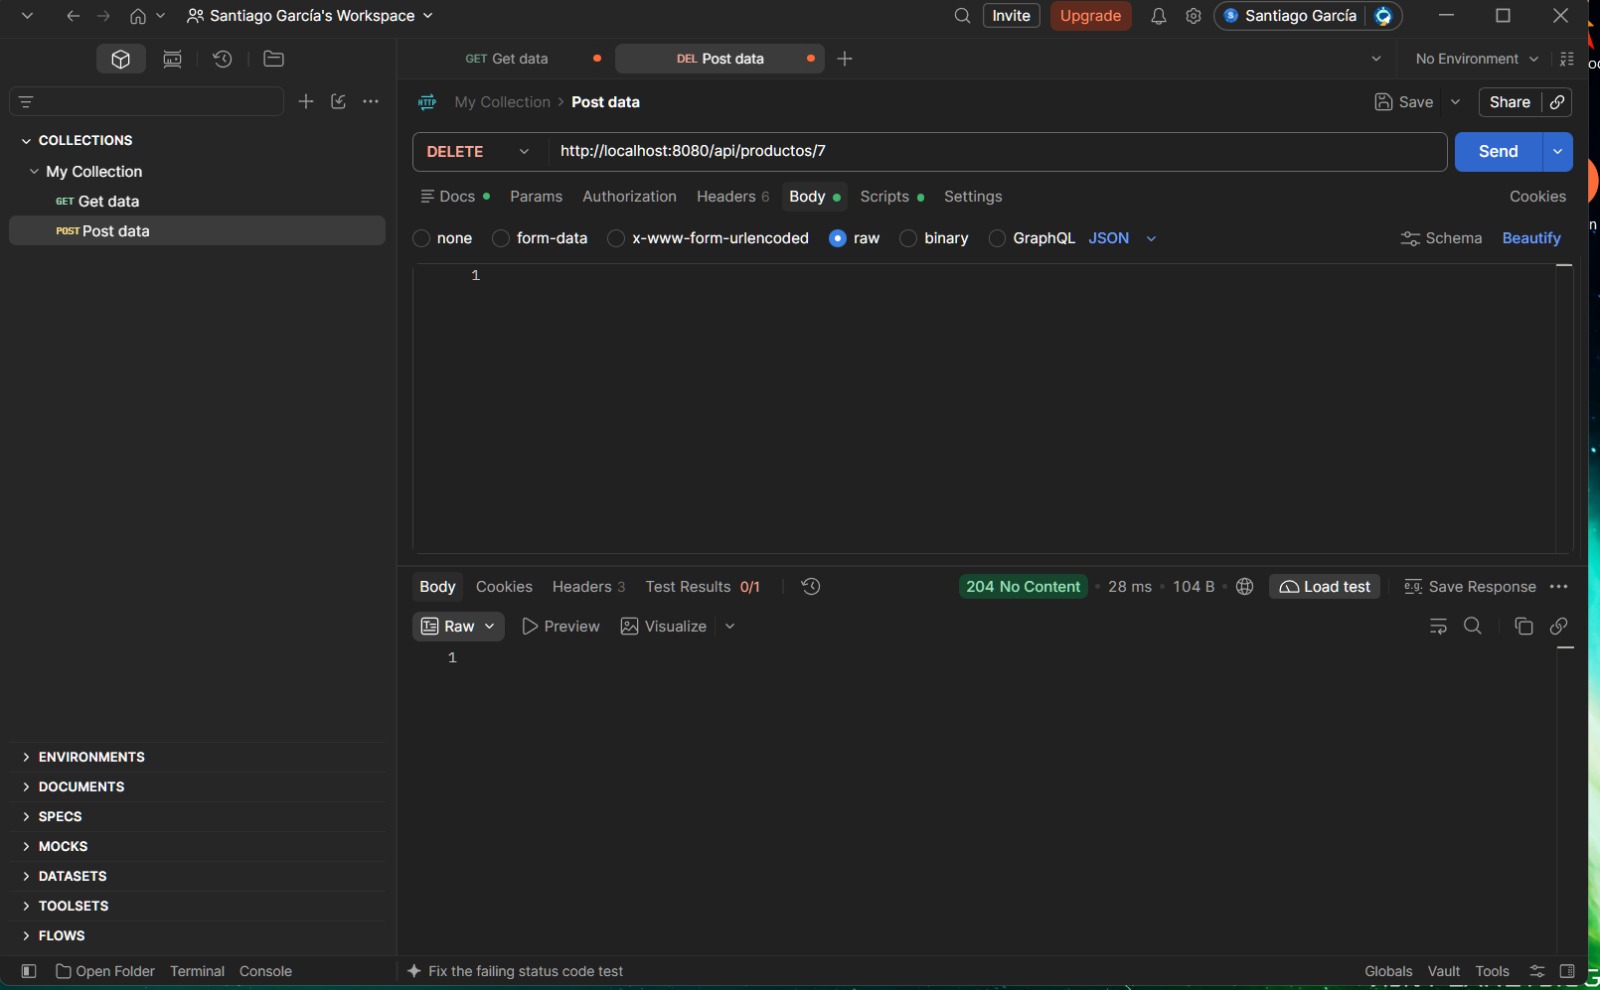 Santiago García's Workspace
Invite
Upgrade
S Santiago García
GET Get data
DEL Post data
No Environment
HTTP My Collection > Post data
Save
Share
COLLECTIONS
My Collection
GET Get data
POST Post data
DELETE
http://localhost:8080/api/productos/7
Send
Docs
Params
Authorization
Headers 6
Body
Scripts
Settings
Cookies
none
form-data
x-www-form-urlencoded
raw
binary
GraphQL
JSON
Schema
Beautify
1
Body
Cookies
Headers 3
Test Results 0/1
204 No Content
28 ms
104 B
Load test
e.g. Save Response
Raw
Preview
Visualize
1
ENVIRONMENTS
DOCUMENTS
SPECS
MOCKS
DATASETS
TOOLSETS
FLOWS
Open Folder
Terminal
Console
Fix the failing status code test
Globals
Vault
Tools